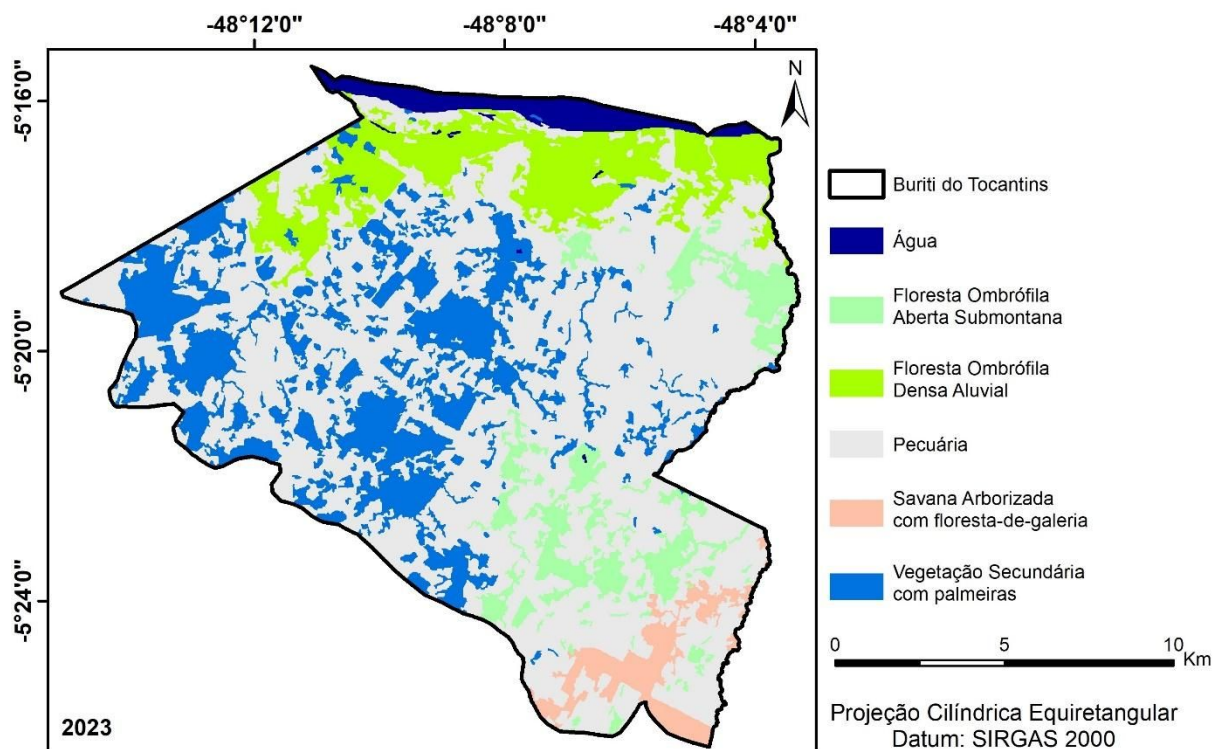 -48°12'0" -48°8'0" -48°4'0"
-5°16'
-5°20'0"
-5°24'0"
N
2023
Buriti do Tocantins
Água
Floresta Ombrófila
Aberta Submontana
Floresta Ombrófila
Densa Aluvial
Pecuária
Savana Arborizada
com floresta-de-galeria
Vegetação Secundária
com palmeiras
0 5 10
Km
Projeção Cilíndrica Equiretangular
Datum: SIRGAS 2000